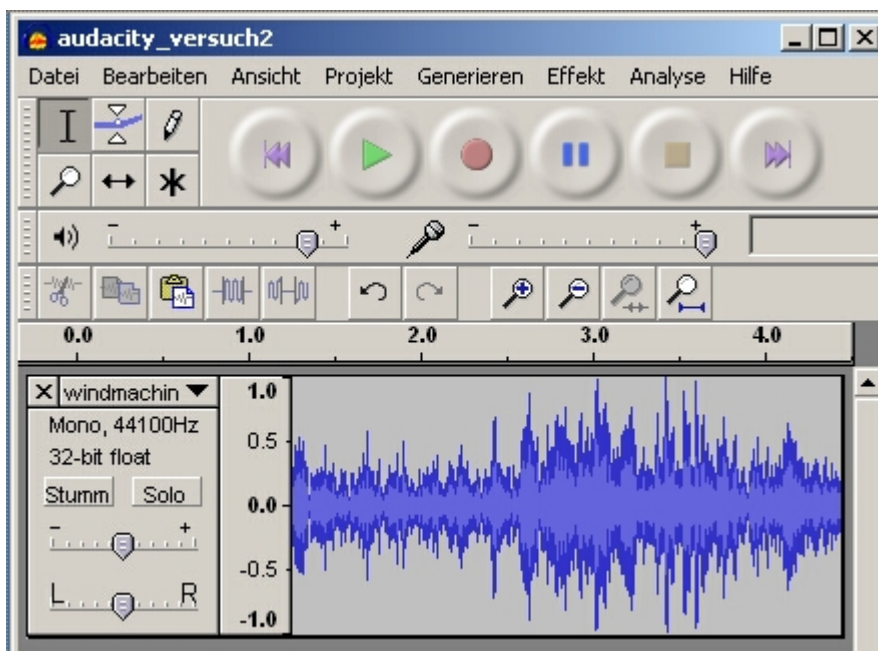 audacity_versuch2
Datei Bearbeiten Ansicht Projekt Generieren Effekt Analyse Hilfe
- + - +
0.0 1.0 2.0 3.0 4.0
X windmachin
Mono, 44100Hz
32-bit float
Stumm Solo
- +
L R
1.0
0.5
0.0
-0.5
-1.0